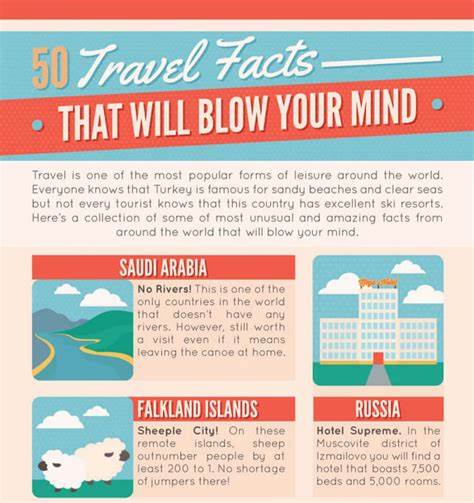 50 Travel Facts
THAT WILL BLOW YOUR MIND
Travel is one of the most popular forms of leisure around the world.
Everyone knows that Turkey is famous for sandy beaches and clear seas
but not every tourist knows that this country has excellent ski resorts.
Here's a collection of some of most unusual and amazing facts from
around the world that will blow your mind.
SAUDI ARABIA
No Rivers! This is one of the
only countries in the world
that doesn't have any
rivers. However, still worth
a visit even if it means
leaving the canoe at home.
FALKLAND ISLANDS
Sheeple City! On these
remote islands, sheep
outnumber people by at
least 200 to 1. No shortage
of jumpers there!
RUSSIA
Hotel Supreme. In the
Muscovite district of
Izmailovo you will find a
hotel that boasts 7,500
beds and 5,000 rooms.